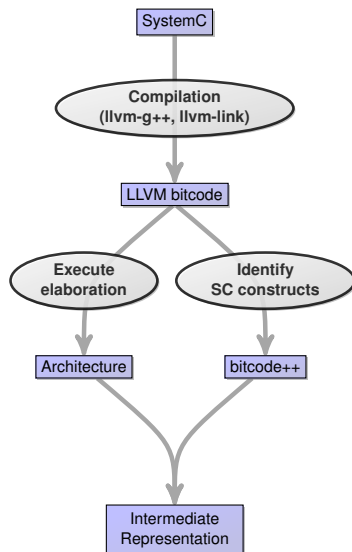 SystemC
Compilation
(llvm-g++, llvm-link)
LLVM bitcode
Execute
elaboration
Identify
SC constructs
Architecture
bitcode++
Intermediate
Representation